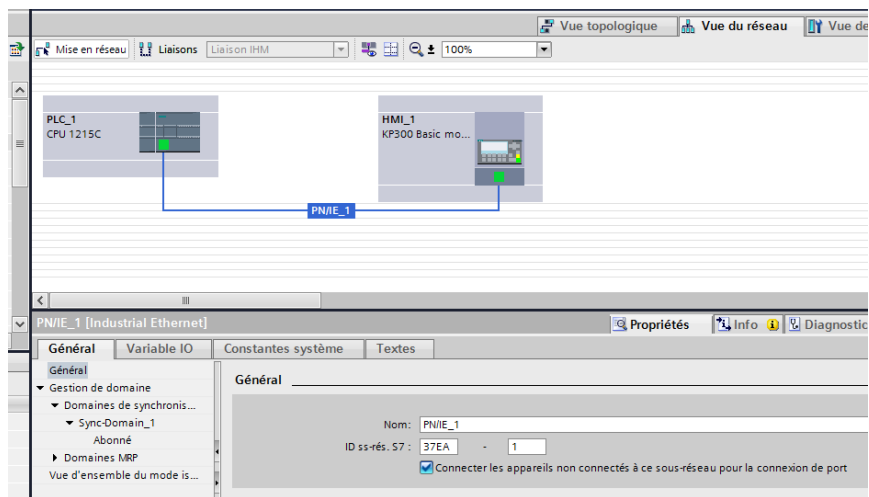 Vue topologique Vue du réseau Vue de
Mise en réseau Liaisons Liaison IHM 100%
PLC_1
CPU 1215C
HMI_1
KP300 Basic mo...
PN/IE_1
PN/IE_1 [Industrial Ethernet]
Propriétés Info Diagnostic
Général Variable IO Constantes système Textes
Général
Gestion de domaine
Domaines de synchronis...
Sync-Domain_1
Abonné
Domaines MRP
Vue d'ensemble du mode is...
Général
Nom: PN/IE_1
ID ss-rés. S7 : 37EA - 1
Connecter les appareils non connectés à ce sous-réseau pour la connexion de port